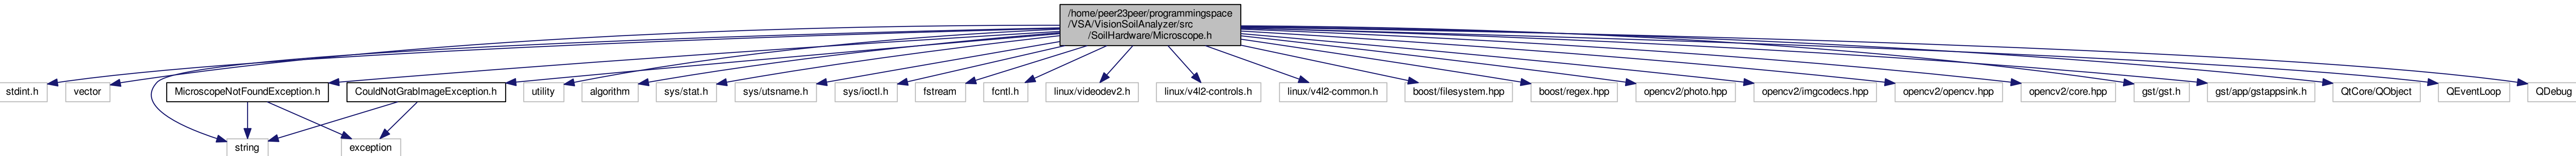 /home/peer23peer/programmingspace
/VSA/VisionSoilAnalyzer/src
/SoilHardware/Microscope.h
stdint.h
vector
MicroscopeNotFoundException.h
CouldNotGrabImageException.h
utility
algorithm
sys/stat.h
sys/utsname.h
sys/ioctl.h
fstream
fcntl.h
linux/videodev2.h
linux/v4l2-controls.h
linux/v4l2-common.h
boost/filesystem.hpp
boost/regex.hpp
opencv2/photo.hpp
opencv2/imgcodecs.hpp
opencv2/opencv.hpp
opencv2/core.hpp
gst/gst.h
gst/app/gstappsink.h
QtCore/QObject
QEventLoop
QDebug
string
exception